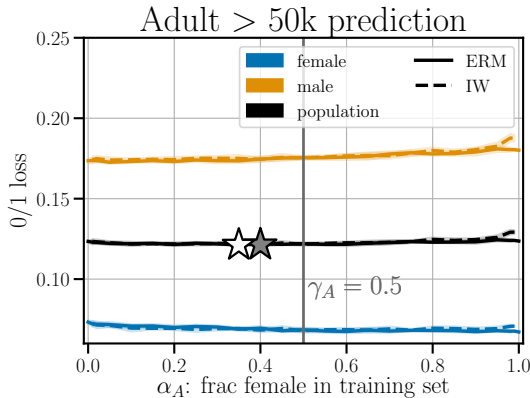 Adult > 50k prediction
0/1 loss
0.25
0.20
0.15
0.10
female
male
population
ERM
IW
γ_A = 0.5
0.0 0.2 0.4 0.6 0.8 1.0
α_A: frac female in training set